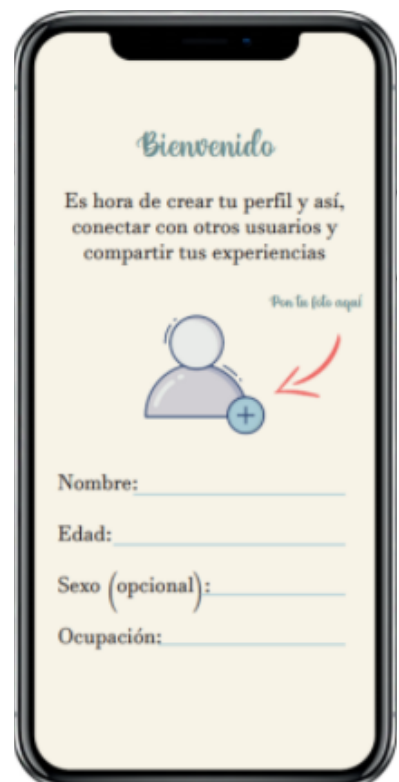 Bienvenido
Es hora de crear tu perfil y así,
conectar con otros usuarios y
compartir tus experiencias
Pon tu foto aquí
Nombre:
Edad:
Sexo (opcional):
Ocupación: